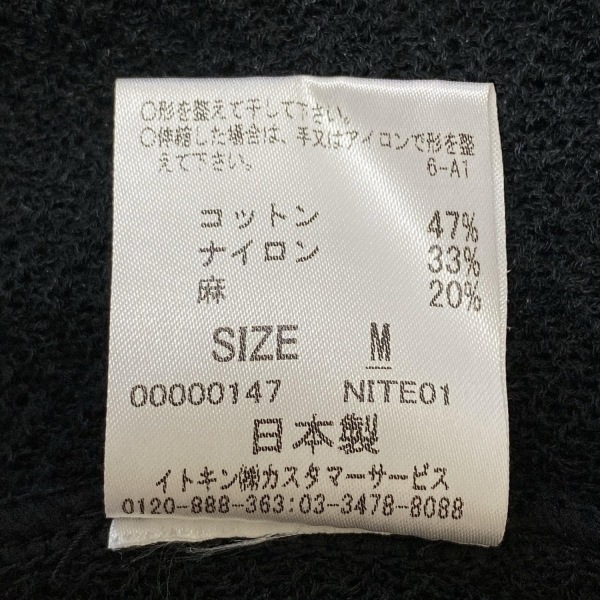 ○形を整えて干して下さい。
○伸縮した場合は、手又はアイロンで形を整
えて下さい。
6-A1
コットン 47%
ナイロン 33%
麻 20%
SIZE M
00000147 NITE01
日本製
イトキン㈱カスタマーサービス
0120-888-363:03-3478-8088